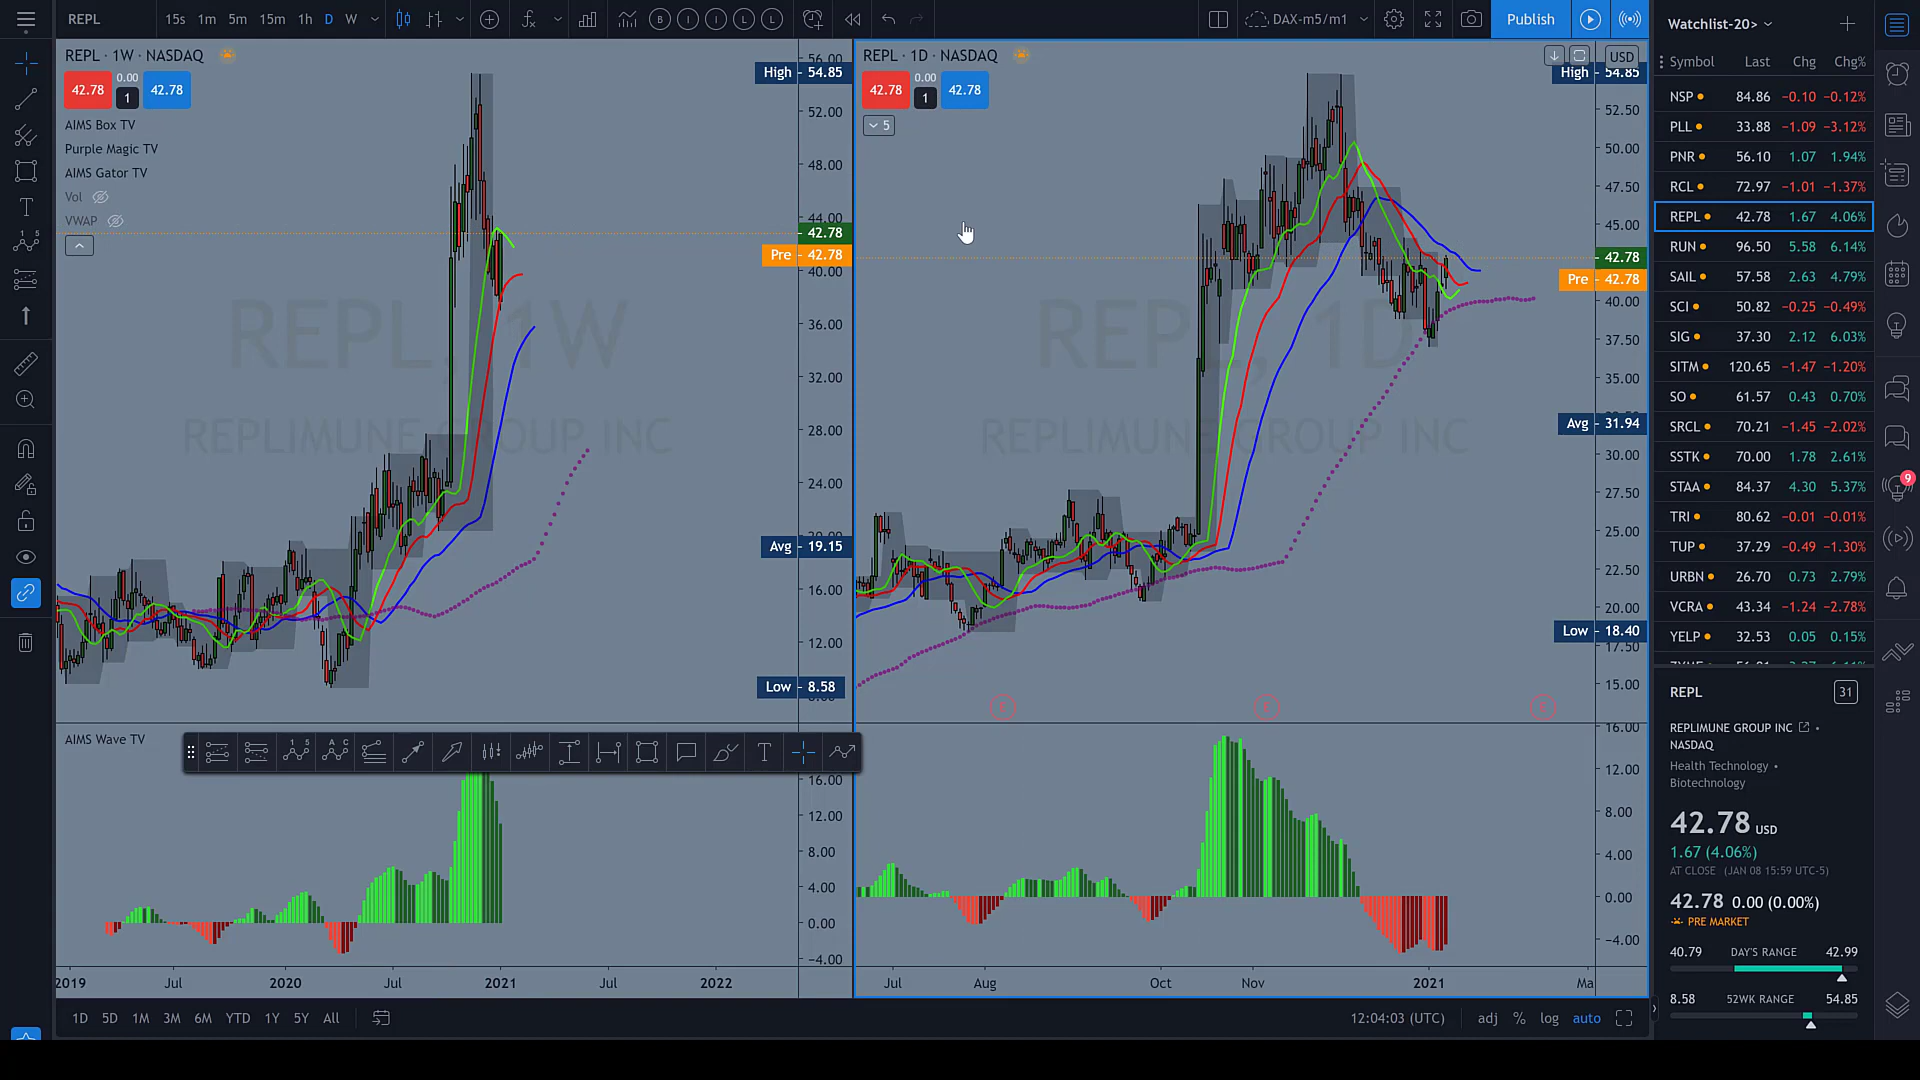 REPL 15s 1m 5m 15m 1h D W B I I L L DAX-m5/m1 Publish
REPL · 1W · NASDAQ
42.78 0.00 1 42.78
AIMS Box TV
Purple Magic TV
AIMS Gator TV
Vol
VWAP
56.00
High 54.85
52.00
48.00
44.00
42.78
Pre 42.78
40.00
36.00
32.00
28.00
24.00
Avg 19.15
16.00
12.00
Low 8.58
REPL, 1W
REPLIMUNE GROUP INC
AIMS Wave TV
16.00
12.00
8.00
4.00
0.00
−4.00
2019 Jul 2020 Jul 2021 Jul 2022
REPL · 1D · NASDAQ
42.78 0.00 1 42.78
5
USD
High 54.85
52.50
50.00
47.50
45.00
42.78
Pre 42.78
40.00
37.50
35.00
Avg 31.94
30.00
27.50
25.00
22.50
20.00
Low 18.40
17.50
15.00
REPL, 1D
REPLIMUNE GROUP INC
E E E
16.00
12.00
8.00
4.00
0.00
−4.00
Jul Aug Oct Nov 2021 Ma
1D 5D 1M 3M 6M YTD 1Y 5Y All 12:04:03 (UTC) adj % log auto
Watchlist-20>
Symbol Last Chg Chg%
NSP 84.86 −0.10 −0.12%
PLL 33.88 −1.09 −3.12%
PNR 56.10 1.07 1.94%
RCL 72.97 −1.01 −1.37%
REPL 42.78 1.67 4.06%
RUN 96.50 5.58 6.14%
SAIL 57.58 2.63 4.79%
SCI 50.82 −0.25 −0.49%
SIG 37.30 2.12 6.03%
SITM 120.65 −1.47 −1.20%
SO 61.57 0.43 0.70%
SRCL 70.21 −1.45 −2.02%
SSTK 70.00 1.78 2.61%
STAA 84.37 4.30 5.37%
TRI 80.62 −0.01 −0.01%
TUP 37.29 −0.49 −1.30%
URBN 26.70 0.73 2.79%
VCRA 43.34 −1.24 −2.78%
YELP 32.53 0.05 0.15%
REPL 31
REPLIMUNE GROUP INC •
NASDAQ
Health Technology •
Biotechnology
42.78 USD
1.67 (4.06%)
AT CLOSE (JAN 08 15:59 UTC-5)
42.78 0.00 (0.00%)
PRE MARKET
40.79 DAY'S RANGE 42.99
8.58 52WK RANGE 54.85
9